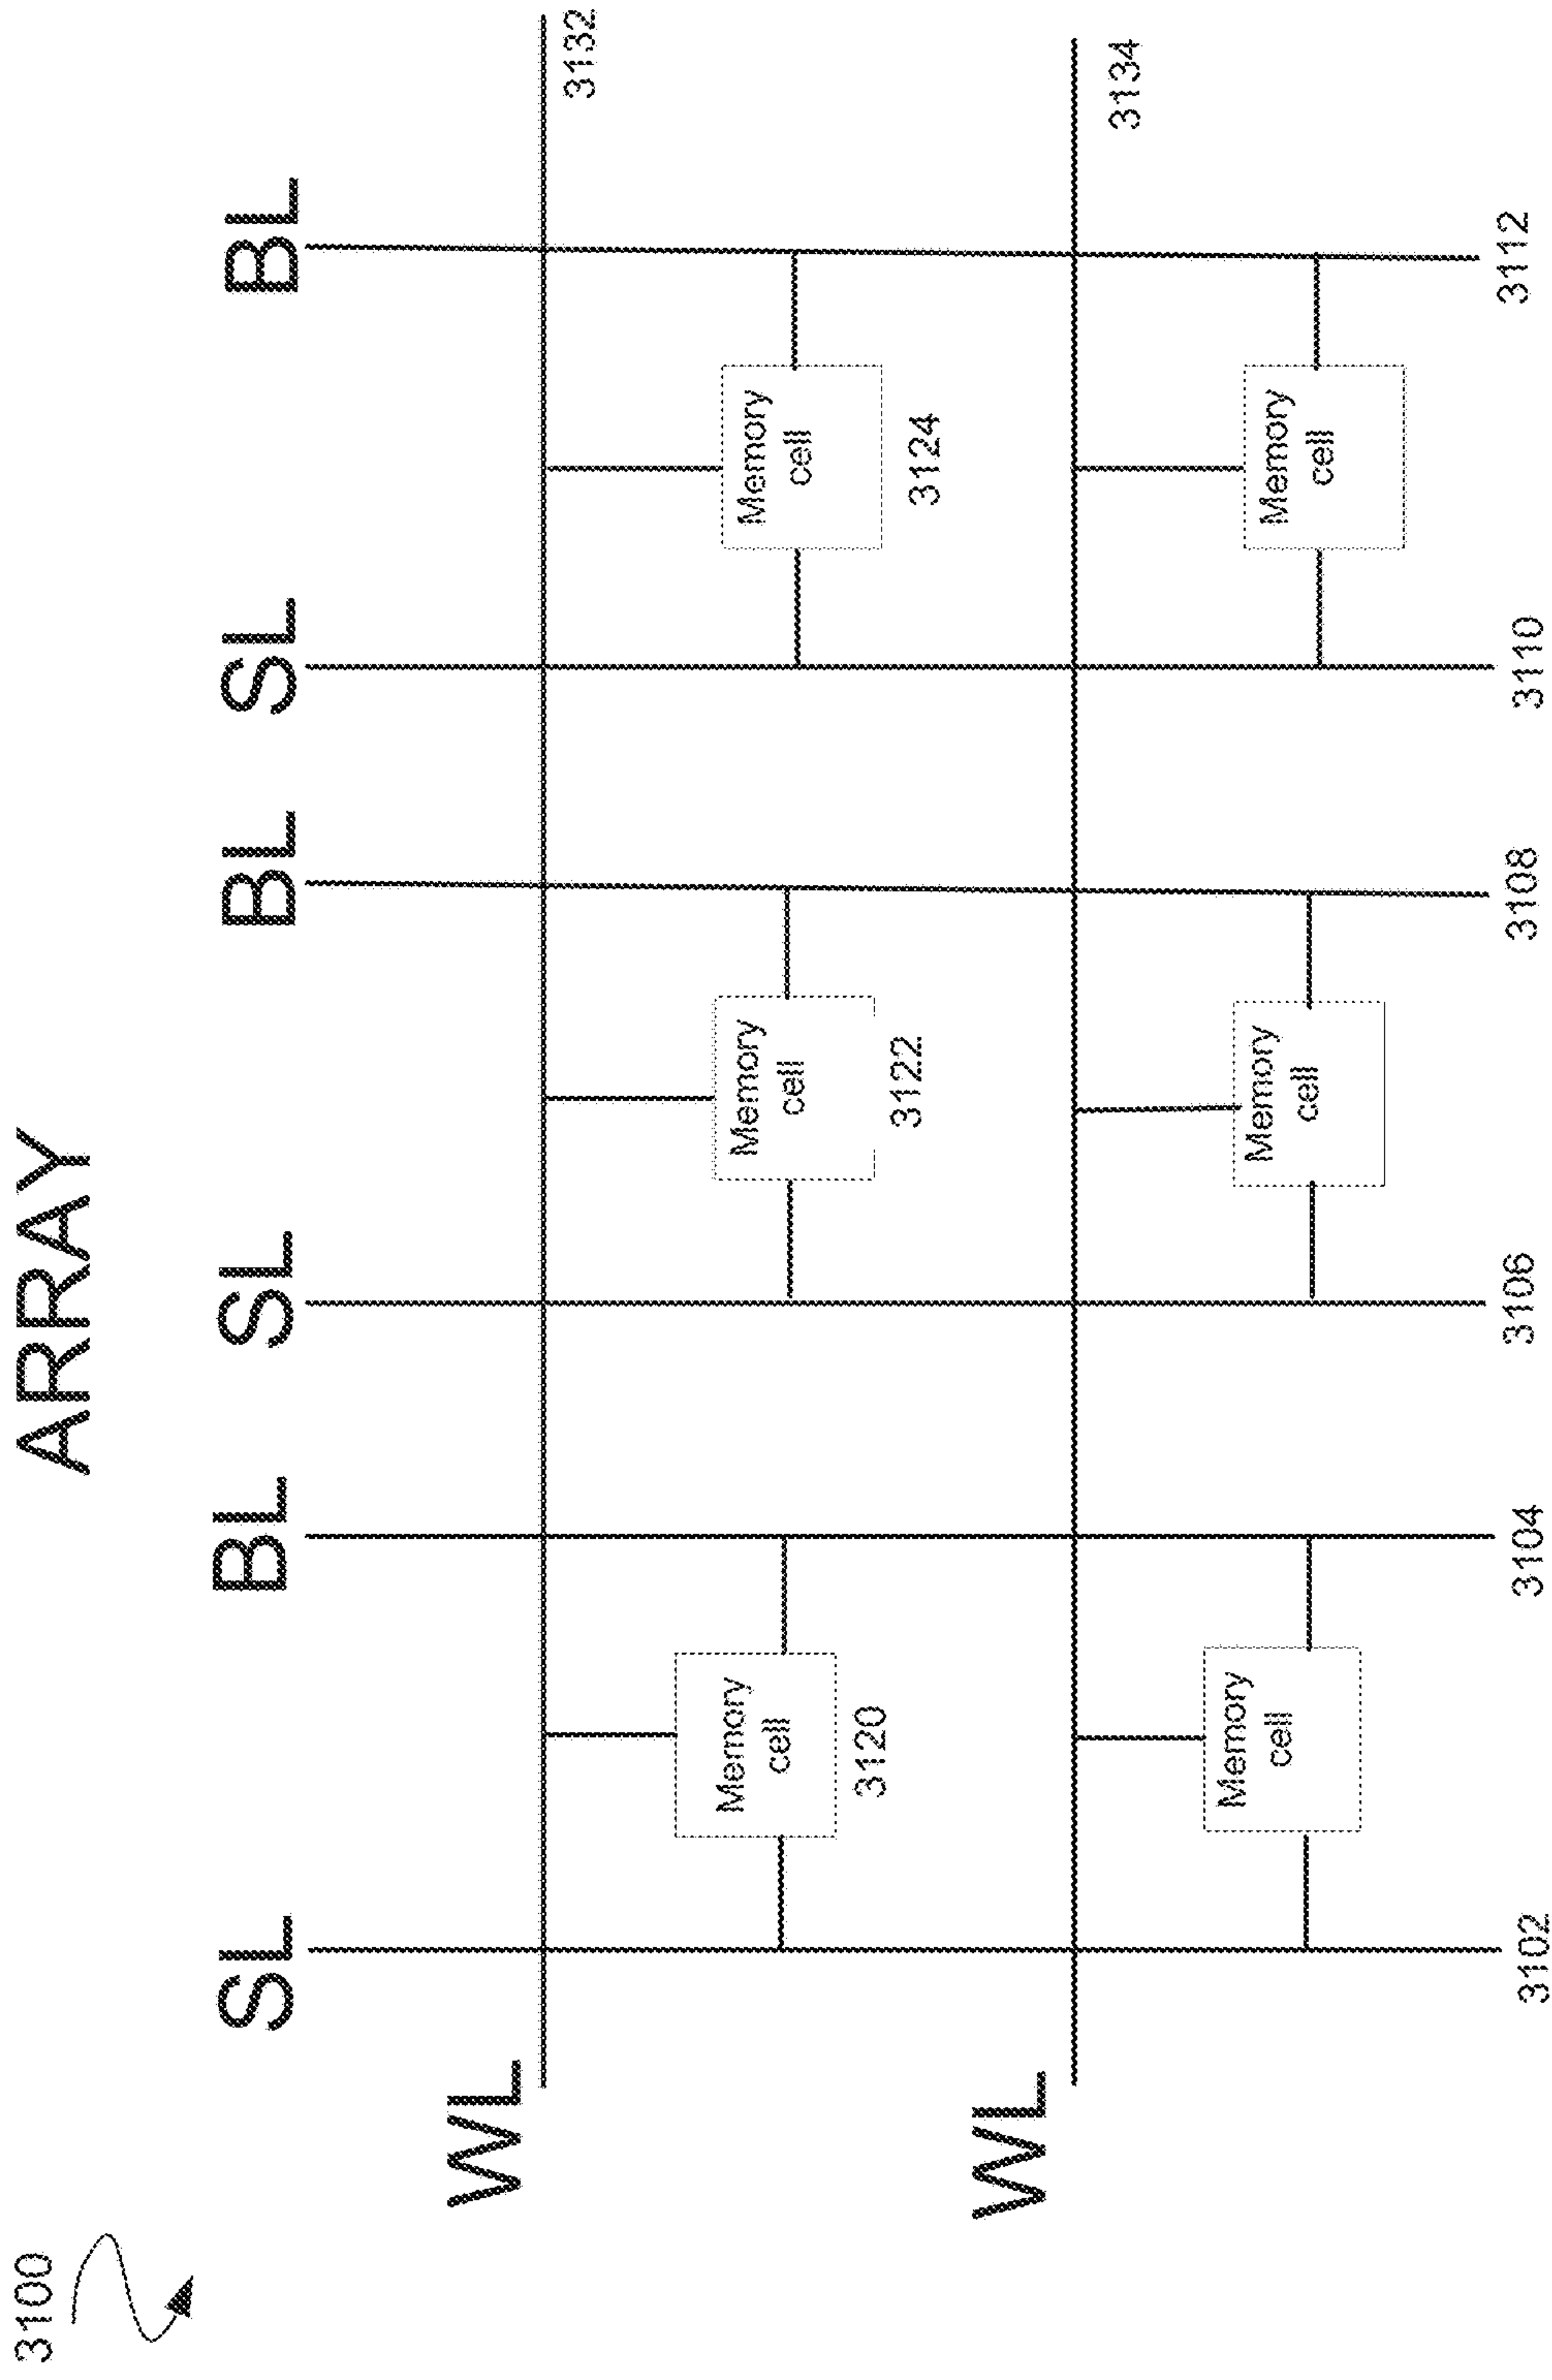 3100
ARRAY
SL
BL
SL
BL
SL
BL
WL
3132
Memory
cell
3120
Memory
cell
3122
Memory
cell
3124
WL
3134
Memory
cell
Memory
cell
Memory
cell
3102
3104
3106
3108
3110
3112